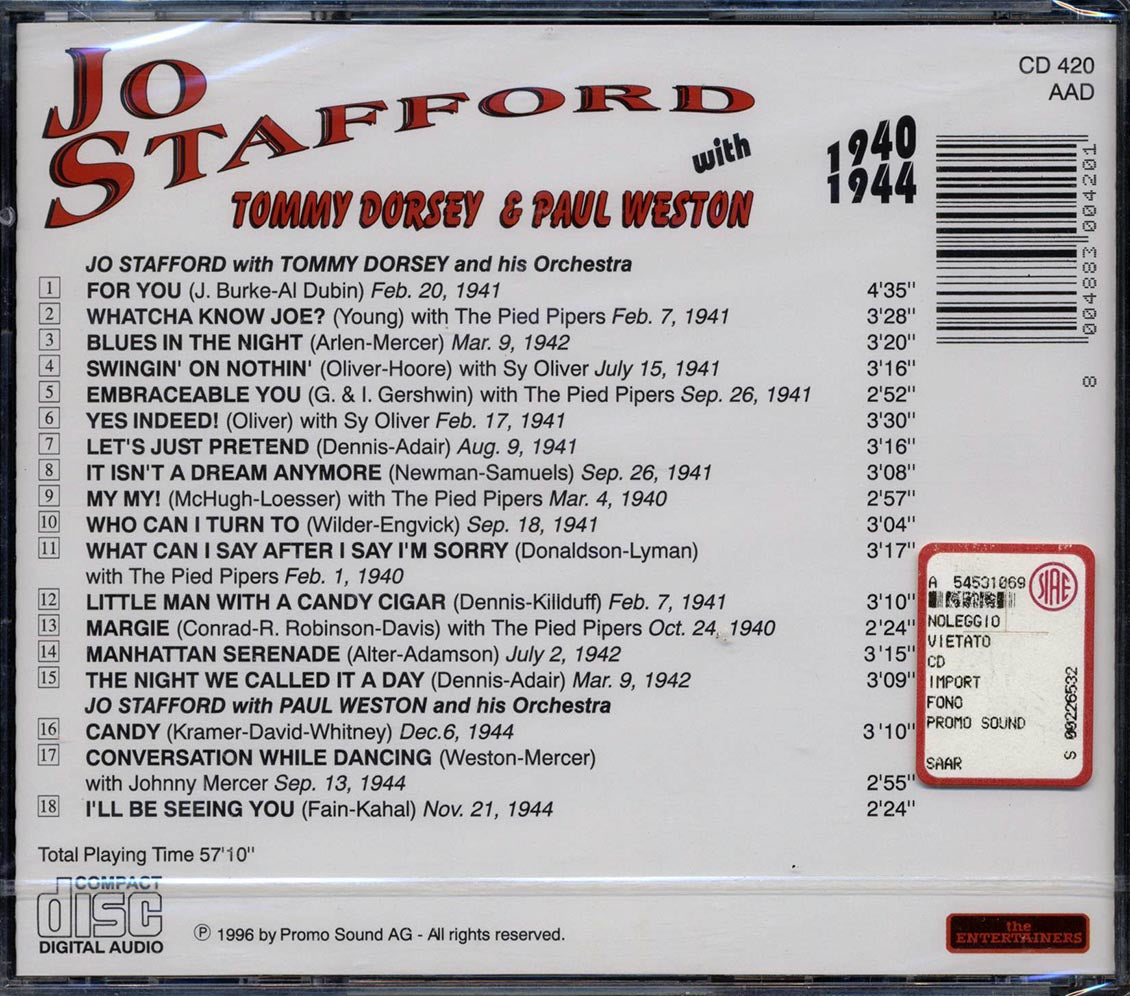 JO
STAFFORD
with
TOMMY DORSEY & PAUL WESTON
1940
1944
CD 420
AAD
8 004883 004201
JO STAFFORD with TOMMY DORSEY and his Orchestra
1 FOR YOU (J. Burke-Al Dubin) Feb. 20, 1941 4'35"
2 WHATCHA KNOW JOE? (Young) with The Pied Pipers Feb. 7, 1941 3'28"
3 BLUES IN THE NIGHT (Arlen-Mercer) Mar. 9, 1942 3'20"
4 SWINGIN' ON NOTHIN' (Oliver-Hoore) with Sy Oliver July 15, 1941 3'16"
5 EMBRACEABLE YOU (G. & I. Gershwin) with The Pied Pipers Sep. 26, 1941 2'52"
6 YES INDEED! (Oliver) with Sy Oliver Feb. 17, 1941 3'30"
7 LET'S JUST PRETEND (Dennis-Adair) Aug. 9, 1941 3'16"
8 IT ISN'T A DREAM ANYMORE (Newman-Samuels) Sep. 26, 1941 3'08"
9 MY MY! (McHugh-Loesser) with The Pied Pipers Mar. 4, 1940 2'57"
10 WHO CAN I TURN TO (Wilder-Engvick) Sep. 18, 1941 3'04"
11 WHAT CAN I SAY AFTER I SAY I'M SORRY (Donaldson-Lyman) 3'17"
with The Pied Pipers Feb. 1, 1940
12 LITTLE MAN WITH A CANDY CIGAR (Dennis-Killduff) Feb. 7, 1941 3'10"
13 MARGIE (Conrad-R. Robinson-Davis) with The Pied Pipers Oct. 24, 1940 2'24"
14 MANHATTAN SERENADE (Alter-Adamson) July 2, 1942 3'15"
15 THE NIGHT WE CALLED IT A DAY (Dennis-Adair) Mar. 9, 1942 3'09"
JO STAFFORD with PAUL WESTON and his Orchestra
16 CANDY (Kramer-David-Whitney) Dec.6, 1944 3'10"
17 CONVERSATION WHILE DANCING (Weston-Mercer)
with Johnny Mercer Sep. 13, 1944 2'55"
18 I'LL BE SEEING YOU (Fain-Kahal) Nov. 21, 1944 2'24"
A 54531069
SIAE
NOLEGGIO
VIETATO
CD
IMPORT
FONO
PROMO SOUND
SAAR
S 00226532
Total Playing Time 57'10"
COMPACT
disc
DIGITAL AUDIO
℗ 1996 by Promo Sound AG - All rights reserved.
the
ENTERTAINERS